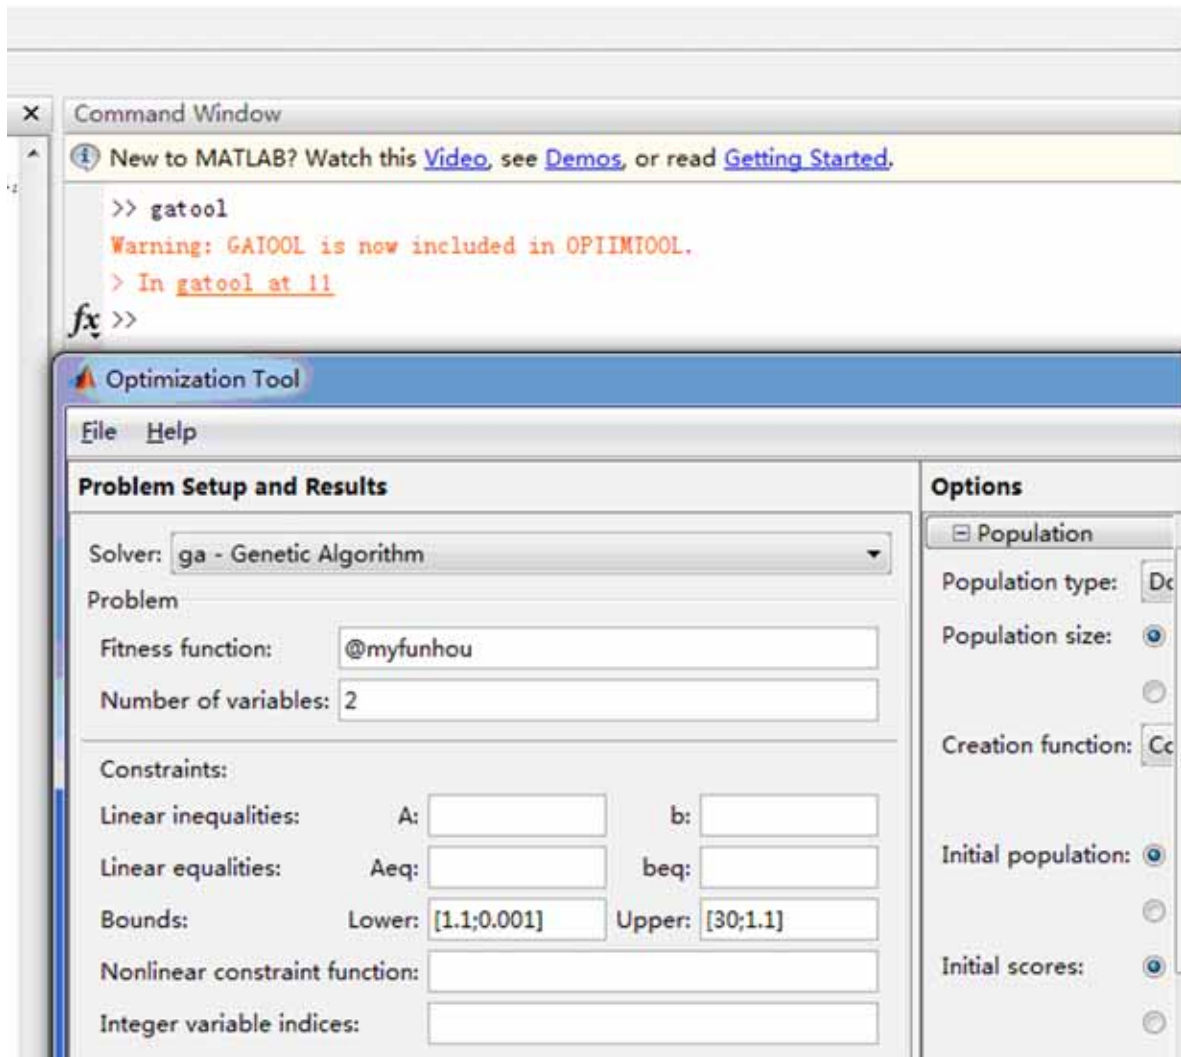 Command Window
New to MATLAB? Watch this Video, see Demos, or read Getting Started.
>> gatool
Warning: GATOOL is now included in OPTIMTOOL.
> In gatool at 11
fx >>
Optimization Tool
File Help
Problem Setup and Results
Solver: ga - Genetic Algorithm
Problem
Fitness function: @myfunhou
Number of variables: 2
Constraints:
Linear inequalities: A: b:
Linear equalities: Aeq: beq:
Bounds: Lower: [1.1;0.001] Upper: [30;1.1]
Nonlinear constraint function:
Integer variable indices:
Options
Population
Population type: Do
Population size:
Creation function: Co
Initial population:
Initial scores: